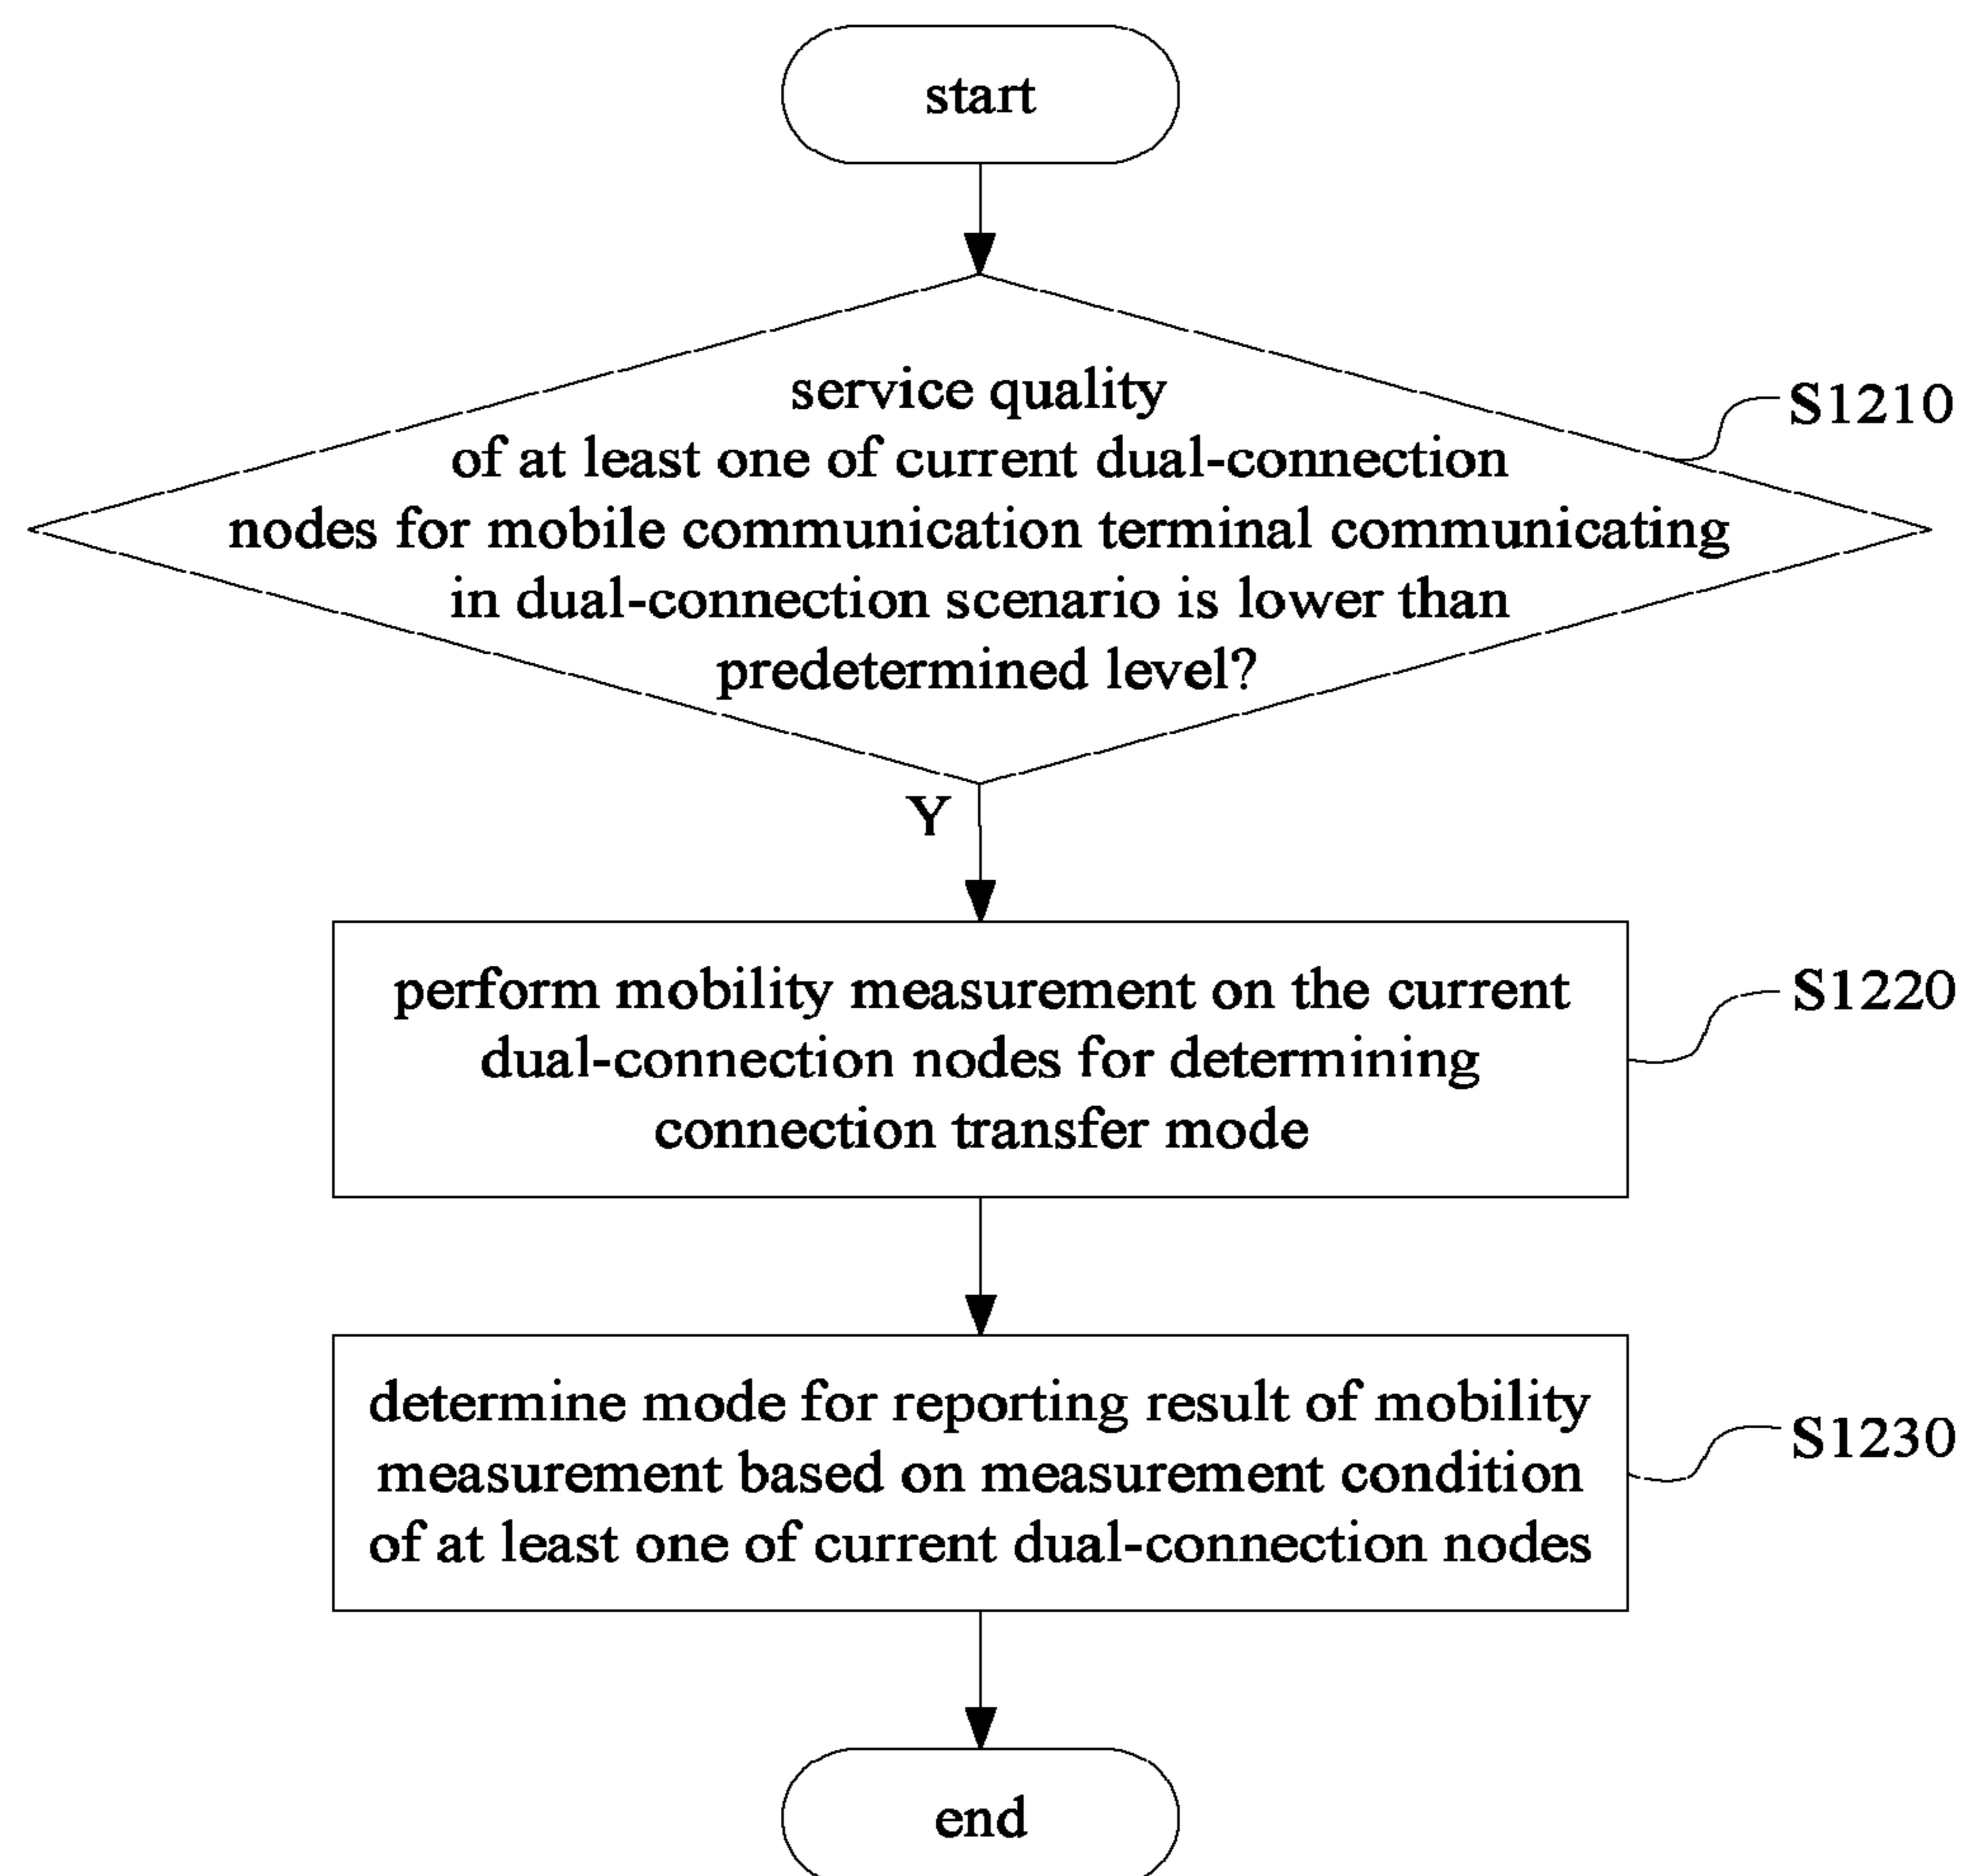 start
service quality
of at least one of current dual-connection
nodes for mobile communication terminal communicating
in dual-connection scenario is lower than
predetermined level?
S1210
Y
perform mobility measurement on the current
dual-connection nodes for determining
connection transfer mode
S1220
determine mode for reporting result of mobility
measurement based on measurement condition
of at least one of current dual-connection nodes
S1230
end